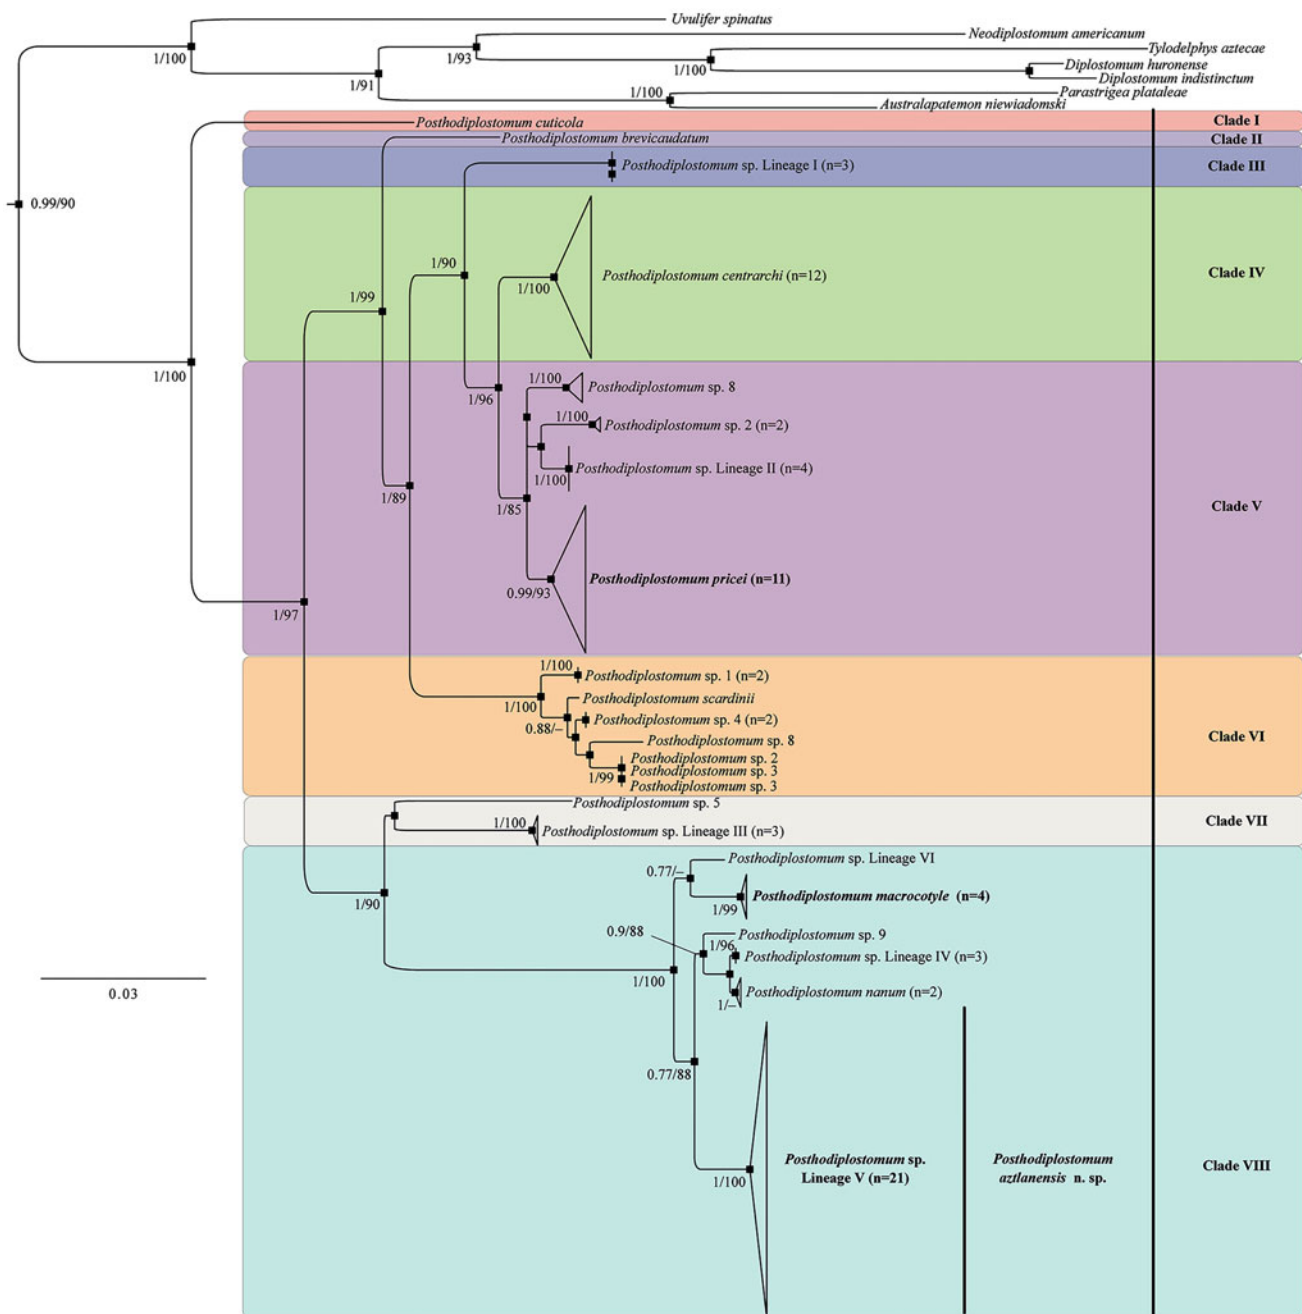 Uvulifer spinatus
Neodiplostomum americanum
1/100
1/93
Tylodelphys aztecae
1/100
Diplostomum huronense
1/91
Diplostomum indistinctum
1/100
Parastrigea plataleae
Australapatemon niewiadomski
Posthodiplostomum cuticola
Clade I
Posthodiplostomum brevicaudatum
Clade II
Posthodiplostomum sp. Lineage I (n=3)
Clade III
0.99/90
1/90
Posthodiplostomum centrarchi (n=12)
Clade IV
1/100
1/99
1/100
1/100
Posthodiplostomum sp. 8
1/96
1/100
Posthodiplostomum sp. 2 (n=2)
Posthodiplostomum sp. Lineage II (n=4)
1/100
1/89
1/85
Clade V
Posthodiplostomum pricei (n=11)
0.99/93
1/97
1/100
Posthodiplostomum sp. 1 (n=2)
1/100
Posthodiplostomum scardinii
0.88/–
Posthodiplostomum sp. 4 (n=2)
Clade VI
Posthodiplostomum sp. 8
Posthodiplostomum sp. 2
Posthodiplostomum sp. 3
1/99
Posthodiplostomum sp. 3
Posthodiplostomum sp. 5
1/100
Posthodiplostomum sp. Lineage III (n=3)
Clade VII
Posthodiplostomum sp. Lineage VI
0.77/–
Posthodiplostomum macrocotyle (n=4)
1/90
1/99
0.9/88
Posthodiplostomum sp. 9
1/96
Posthodiplostomum sp. Lineage IV (n=3)
1/100
Posthodiplostomum nanum (n=2)
0.03
1/–
0.77/88
Posthodiplostomum sp.
Lineage V (n=21)
Posthodiplostomum
aztlanensis n. sp.
Clade VIII
1/100